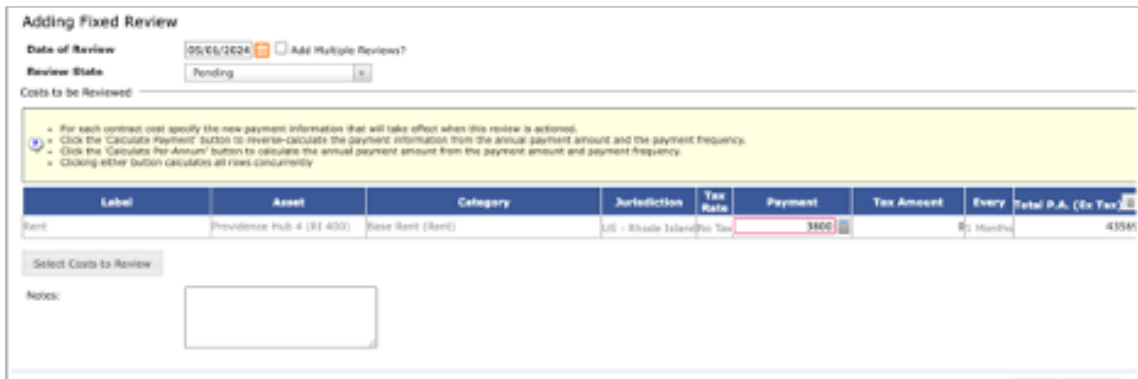 Adding Fixed Review
Date of Review 05/01/2024 Add Multiple Reviews?
Review State Pending
Costs to be Reviewed
For each contract cost specify the new payment information that will take effect when this review is actioned.
Click the 'Calculate Payment' button to reverse-calculate the payment information from the annual payment amount and the payment frequency.
Click the 'Calculate Per-Annum' button to calculate the annual payment amount from the payment amount and payment frequency.
Clicking either button calculates all rows concurrently
Label Asset Category Jurisdiction Tax Rate Payment Tax Amount Every Total P.A. (Ex Tax)
Rent Providence Hub 4 (RI 400) Base Rent (Rent) US - Rhode Island No Tax 3800 Months
Select Costs to Review
Notes: